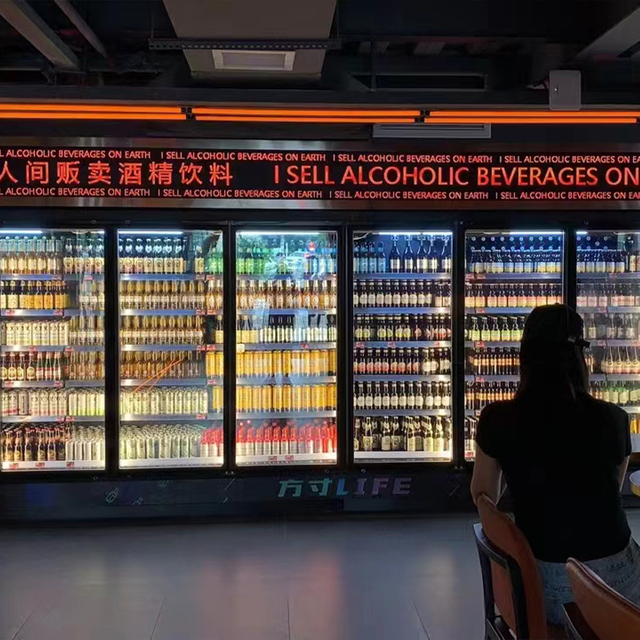 ALCOHOLIC BEVERAGES ON EARTH I SELL ALCOHOLIC BEVERAGES ON EARTH I SELL ALCOHOLIC BEVERAGES ON EARTH I SELL ALCOHOLIC BEVERAGES ON EARTH
人间贩卖酒精饮料 I SELL ALCOHOLIC BEVERAGES ON
ALCOHOLIC BEVERAGES ON EARTH I SELL ALCOHOLIC BEVERAGES ON EARTH I SELL ALCOHOLIC BEVERAGES ON EARTH I SELL ALCOHOLIC BEVERAGES ON EARTH
方寸LIFE